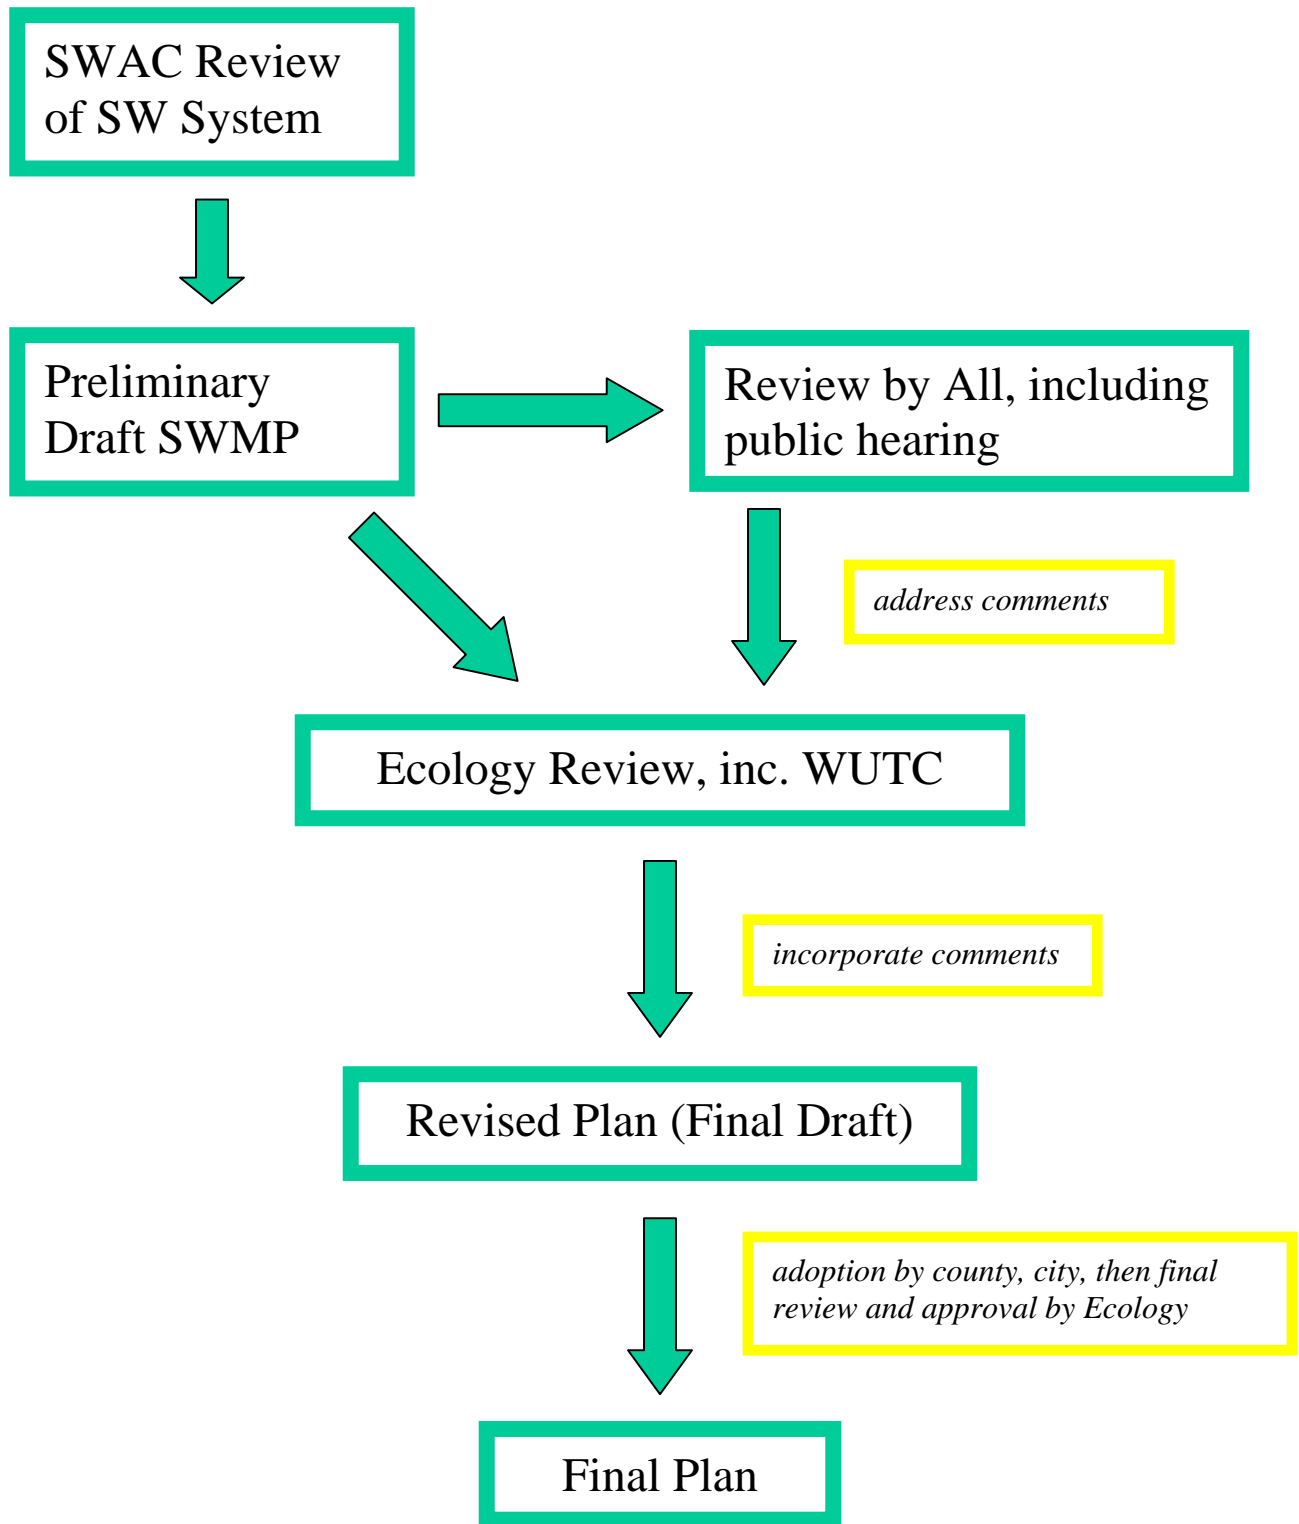 SWAC Review
of SW System
Preliminary
Draft SWMP
Review by All, including
public hearing
address comments
Ecology Review, inc. WUTC
incorporate comments
Revised Plan (Final Draft)
adoption by county, city, then final
review and approval by Ecology
Final Plan